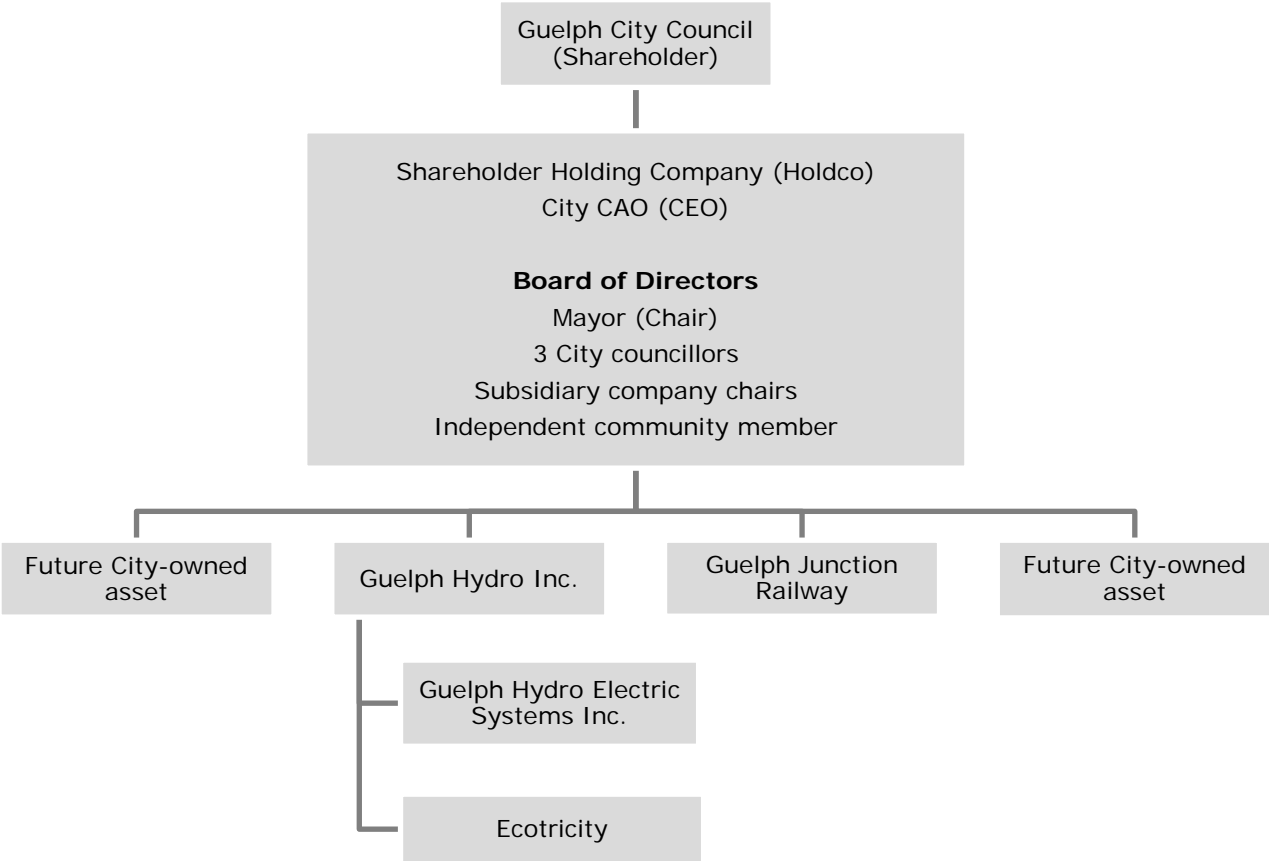 Guelph City Council
(Shareholder)
Shareholder Holding Company (Holdco)
City CAO (CEO)
Board of Directors
Mayor (Chair)
3 City councillors
Subsidiary company chairs
Independent community member
Future City-owned
asset
Guelph Hydro Inc.
Guelph Junction
Railway
Future City-owned
asset
Guelph Hydro Electric
Systems Inc.
Ecotricity